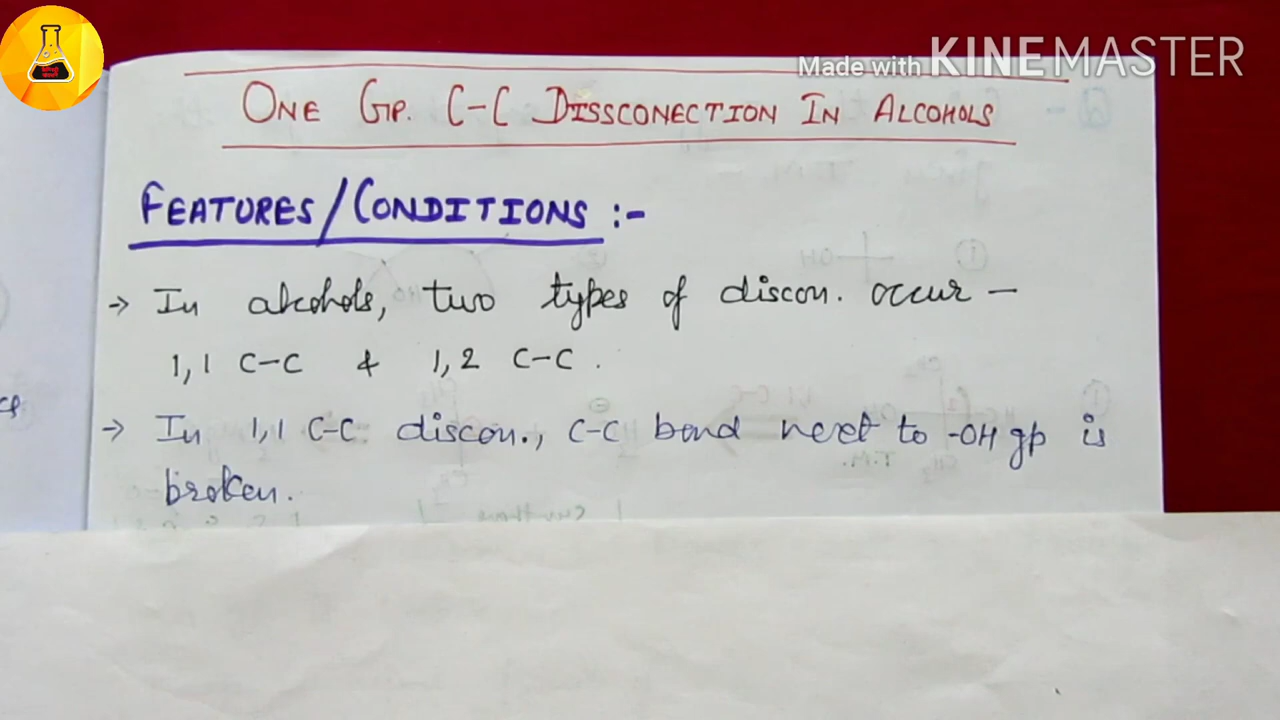 Made with KINEMASTER
ONE GP. C-C DISSCONECTION IN ALCOHOLS
FEATURES/CONDITIONS :-
→ In alcohols, two types of discon. occur –
1,1 C-C & 1,2 C-C.
→ In 1,1 C-C discon., C-C bond next to -OH gp is
broken.